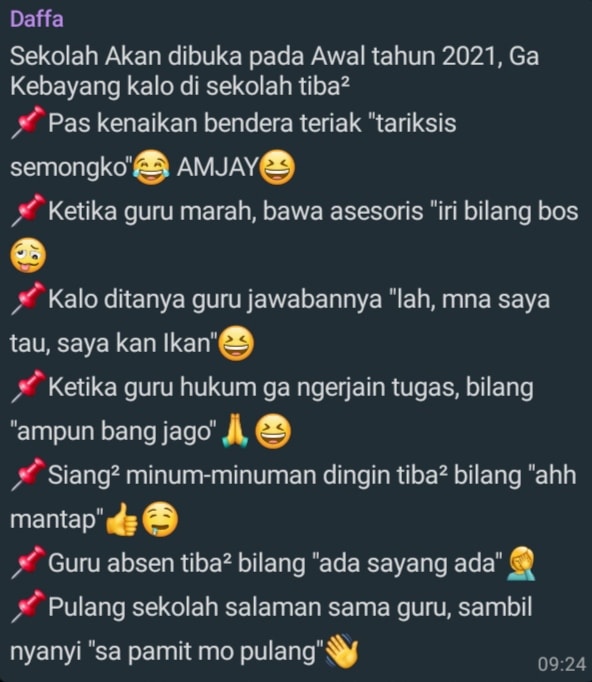 Daffa
Sekolah Akan dibuka pada Awal tahun 2021, Ga
Kebayang kalo di sekolah tiba²
📌Pas kenaikan bendera teriak "tariksis
semongko"😂 AMJAY😆
📌Ketika guru marah, bawa asesoris "iri bilang bos
🥴
📌Kalo ditanya guru jawabannya "lah, mna saya
tau, saya kan Ikan"😆
📌Ketika guru hukum ga ngerjain tugas, bilang
"ampun bang jago"🙏😆
📌Siang² minum-minuman dingin tiba² bilang "ahh
mantap"👍🤤
📌Guru absen tiba² bilang "ada sayang ada"🤦
📌Pulang sekolah salaman sama guru, sambil
nyanyi "sa pamit mo pulang"👋
09:24